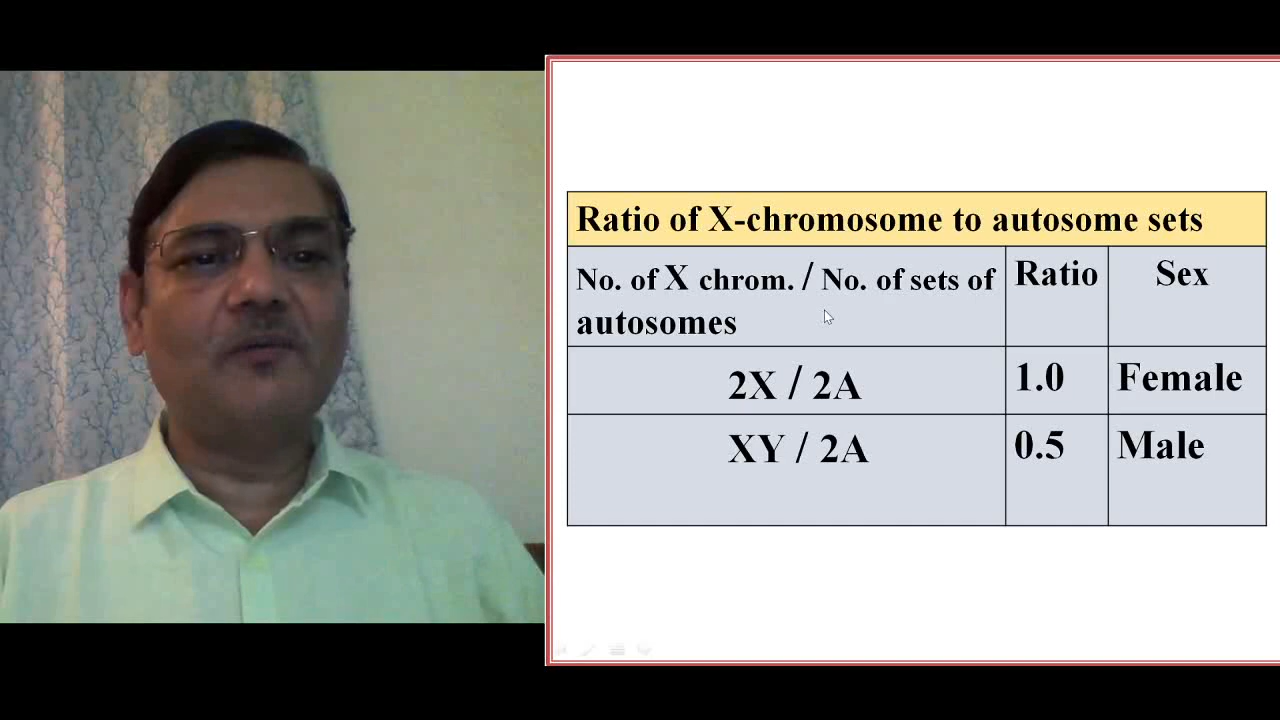 Ratio of X-chromosome to autosome sets
No. of X chrom. / No. of sets of
autosomes
Ratio
Sex
2X / 2A
1.0
Female
XY / 2A
0.5
Male